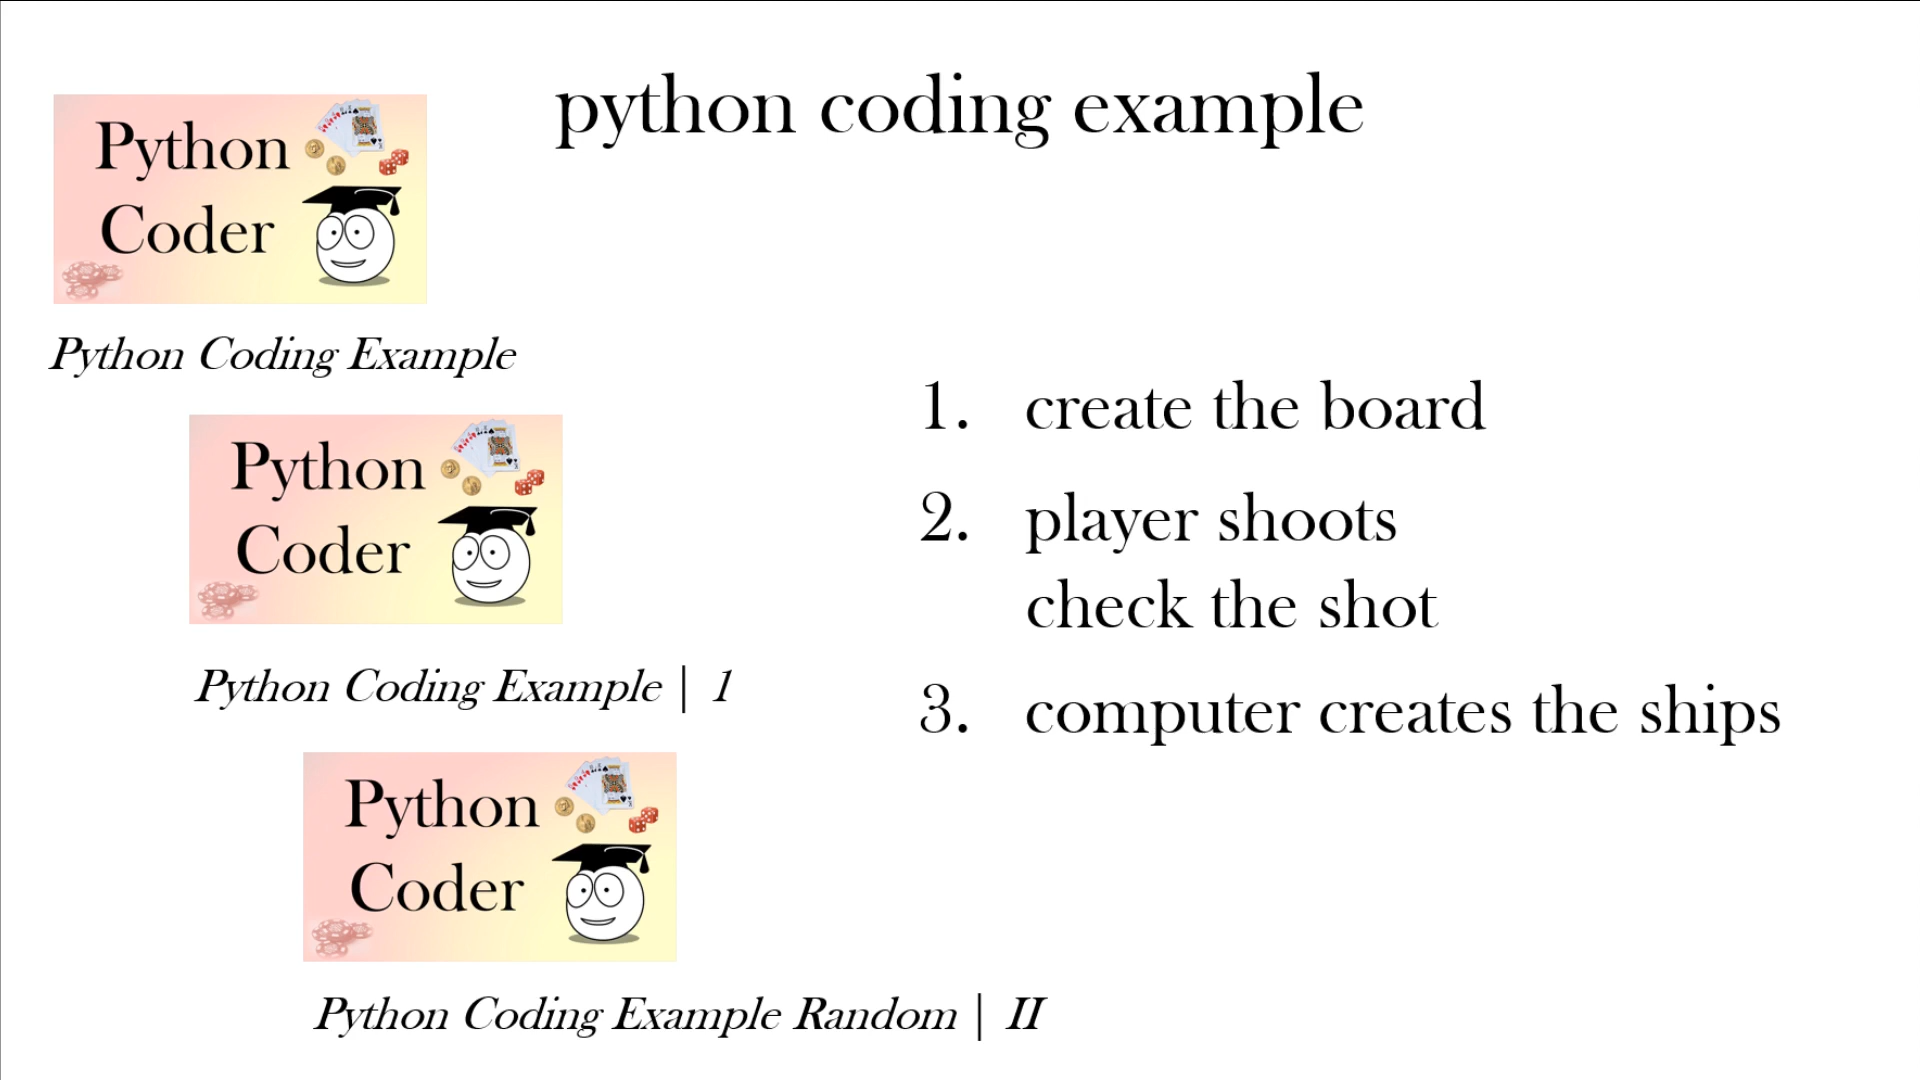 python coding example
Python
Coder
Python Coding Example
1. create the board
Python
Coder
2. player shoots
check the shot
Python Coding Example | 1
3. computer creates the ships
Python
Coder
Python Coding Example Random | II